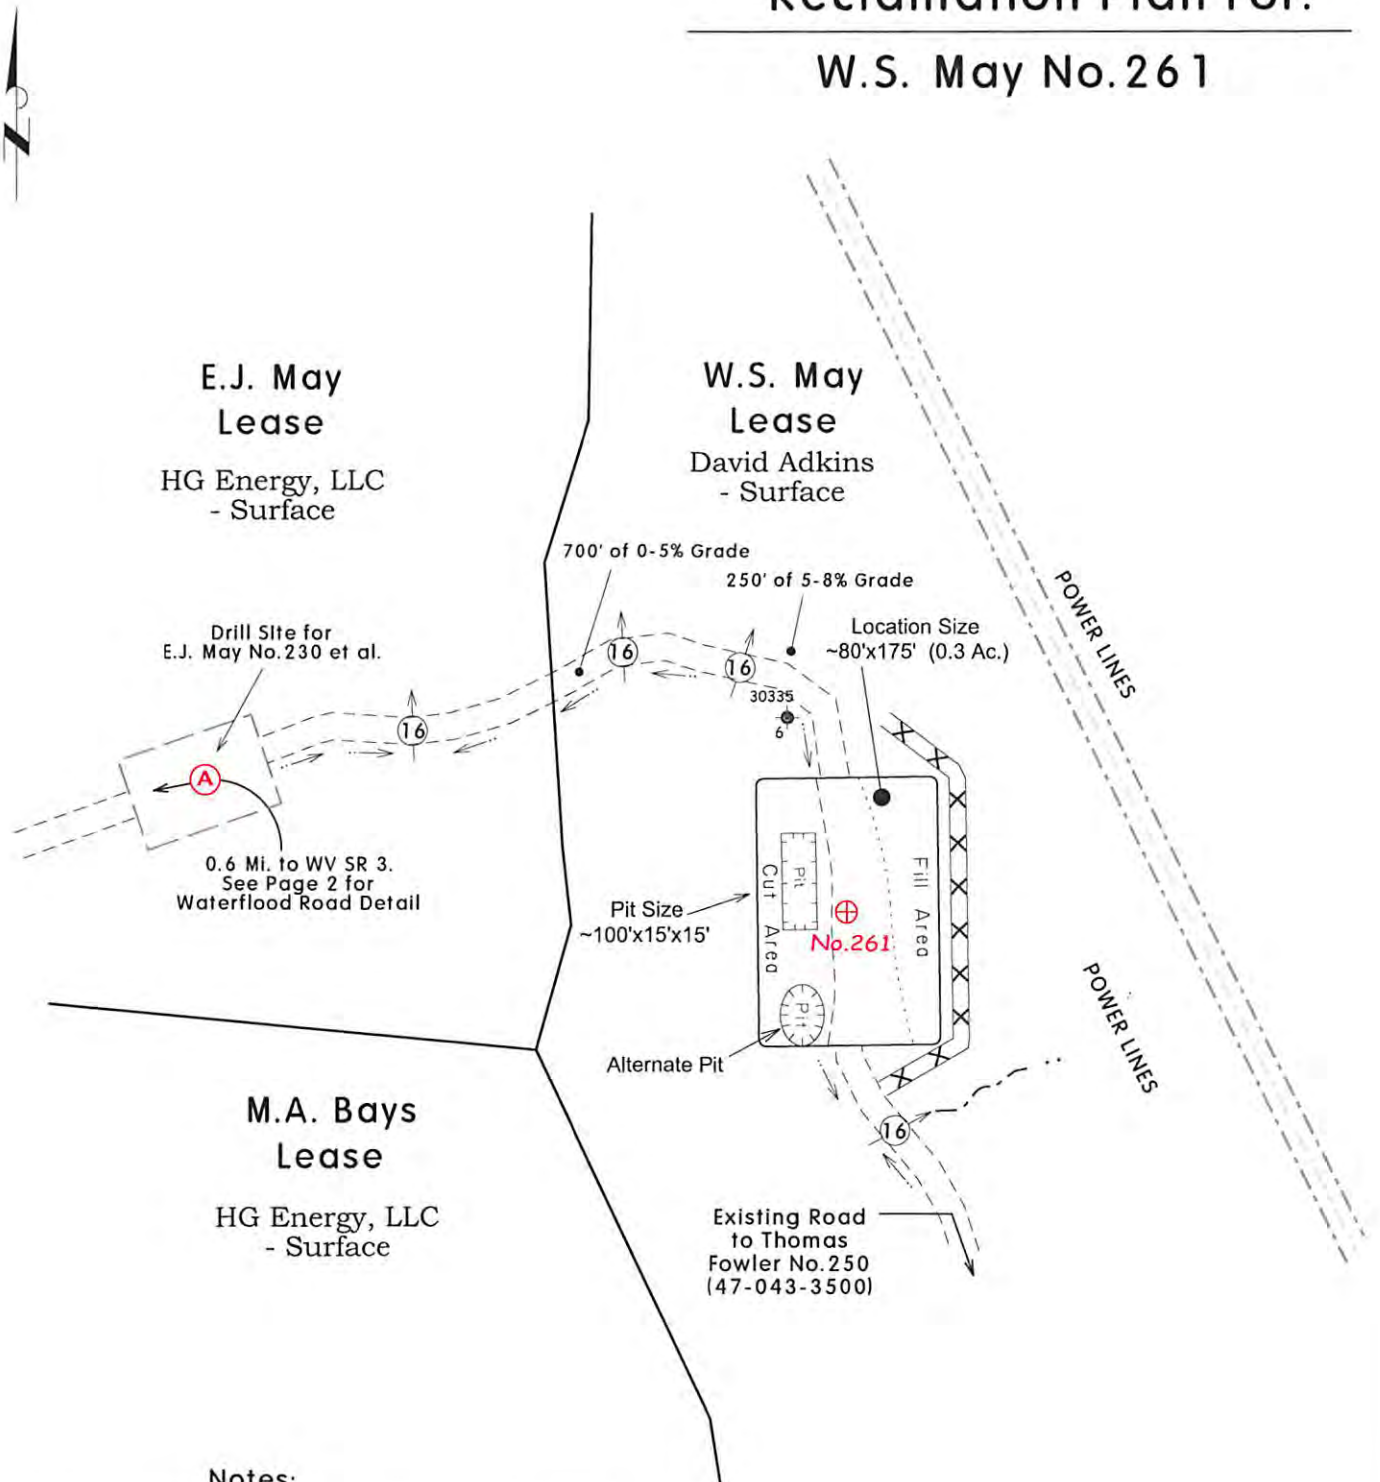 Reclamation Plan For:
W.S. May No.261
N
E.J. May
Lease
HG Energy, LLC
- Surface
W.S. May
Lease
David Adkins
- Surface
700' of 0-5% Grade
250' of 5-8% Grade
Location Size
~80'x175' (0.3 Ac.)
POWER LINES
Drill Site for
E.J. May No.230 et al.
16
16
16
30335
6
A
0.6 Mi. to WV SR 3.
See Page 2 for
Waterflood Road Detail
Pit
Cut Area
Fill Area
Pit Size
~100'x15'x15'
No.261
Pit
Alternate Pit
POWER LINES
16
M.A. Bays
Lease
HG Energy, LLC
- Surface
Existing Road
to Thomas
Fowler No.250
(47-043-3500)
Notes: